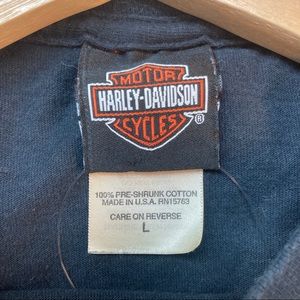 MOTOR
HARLEY-DAVIDSON
CYCLES
®
100% PRE-SHRUNK COTTON
MADE IN U.S.A. RN15763
CARE ON REVERSE
L